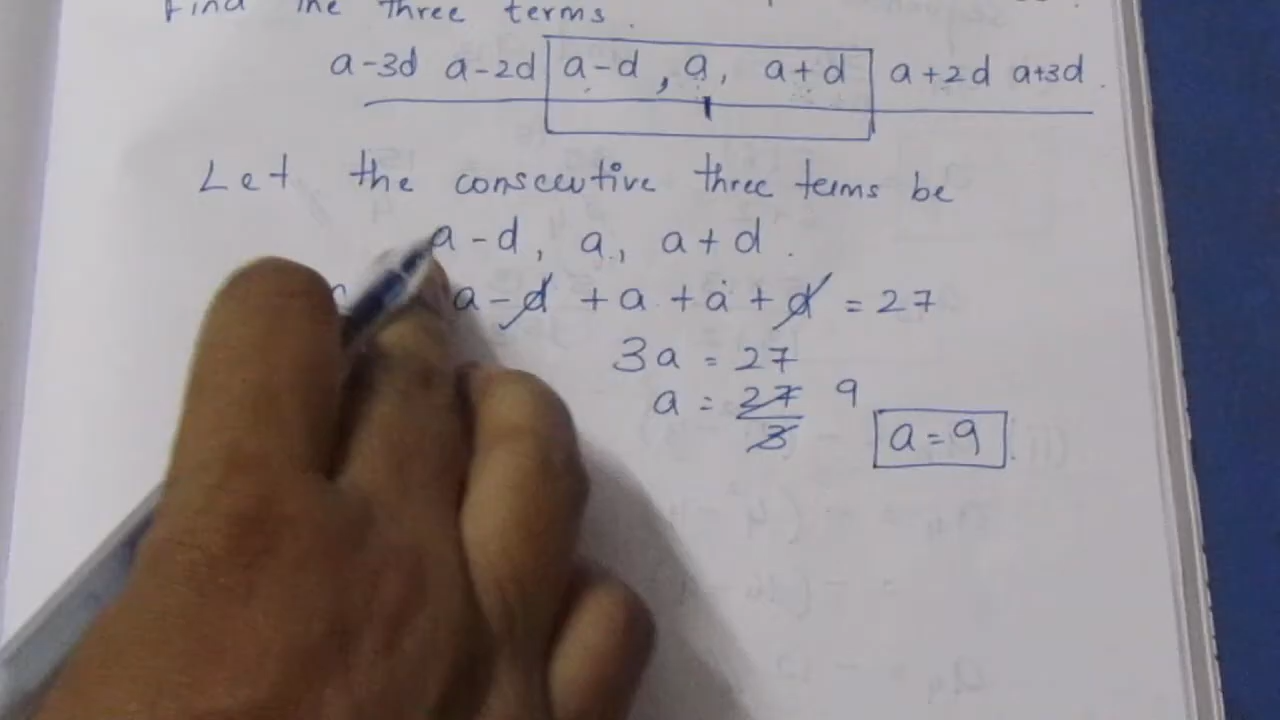 Find the three terms.
a-3d a-2d a-d, a, a+d a+2d a+3d.
Let the consecutive three terms be
a-d, a, a+d.
a-d + a + a + d = 27
3a = 27
a = 27/3 9
a=9